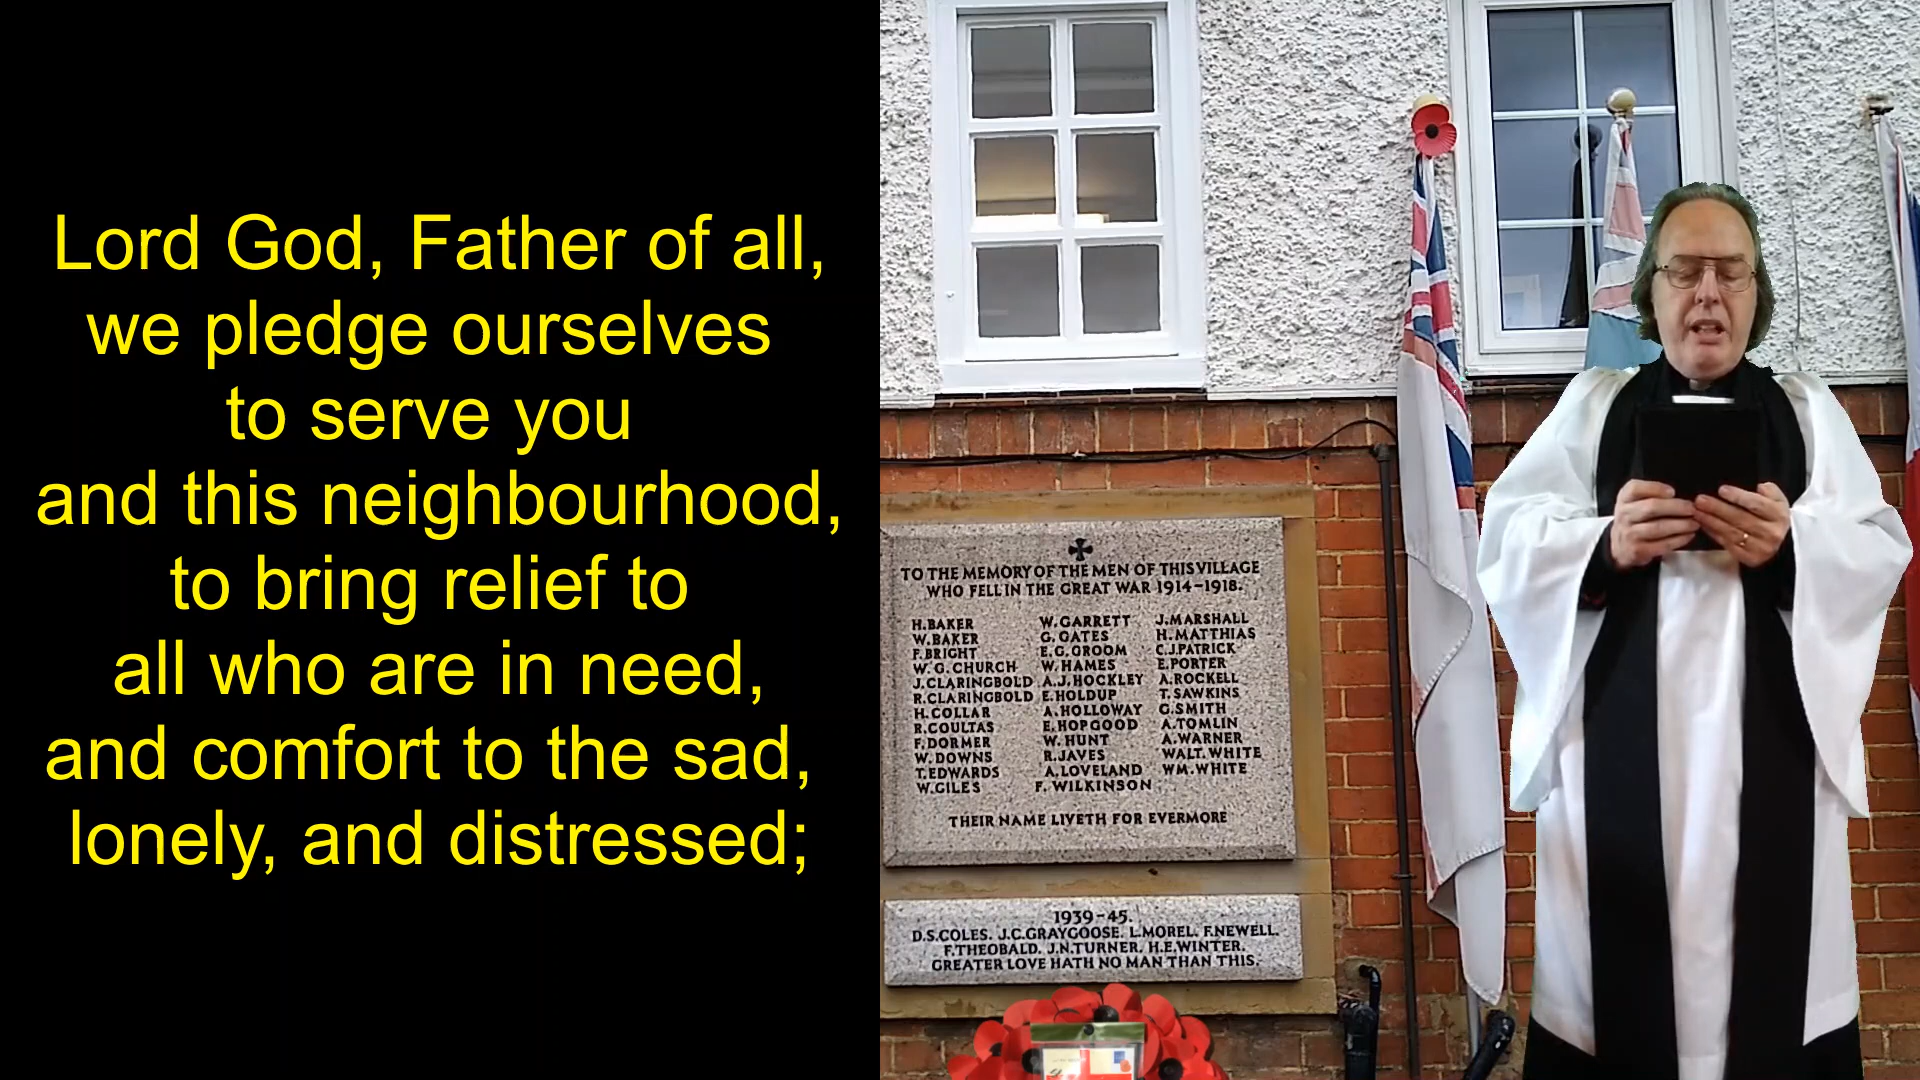 Lord God, Father of all,
we pledge ourselves
to serve you
and this neighbourhood,
to bring relief to
all who are in need,
and comfort to the sad,
lonely, and distressed;
TO THE MEMORY OF THE MEN OF THIS VILLAGE
WHO FELL IN THE GREAT WAR 1914-1918.
H.BAKER W.GARRETT J.MARSHALL
W.BAKER G.GATES H.MATTHIAS
F.BRIGHT E.G.GROOM C.J.PATRICK
W.G.CHURCH W.HAMES E.PORTER
J.CLARINGBOLD A.J.HOCKLEY A.ROCKELL
R.CLARINGBOLD E.HOLDUP T.SAWKINS
H.COLLAR A.HOLLOWAY G.SMITH
R.COULTAS E.HOPGOOD A.TOMLIN
F.DORMER W.HUNT A.WARNER
W.DOWNS R.JAVES WALT.WHITE
T.EDWARDS A.LOVELAND WM.WHITE
W.GILES F.WILKINSON
THEIR NAME LIVETH FOR EVERMORE
1939-45.
D.S.COLES. J.C.GRAYGOOSE. L.MOREL. F.NEWELL.
F.THEOBALD. J.N.TURNER. H.E.WINTER.
GREATER LOVE HATH NO MAN THAN THIS.